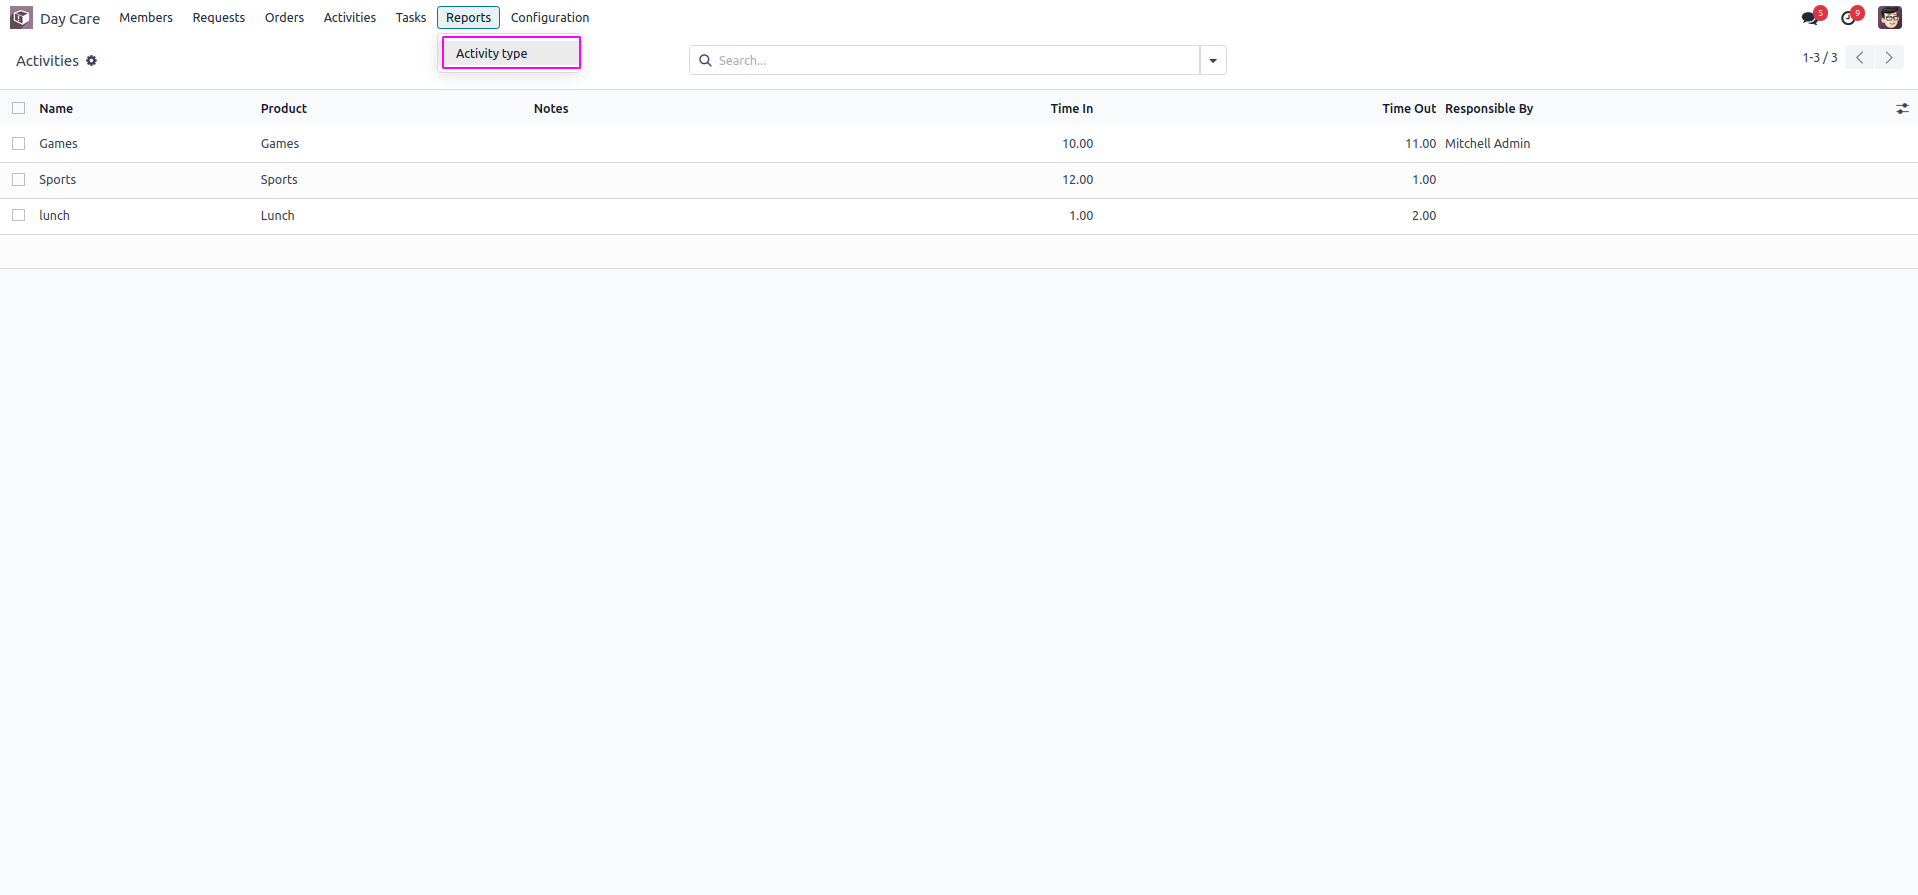 Day Care Members Requests Orders Activities Tasks Reports Configuration 5 9
Activity type
Activities Search... 1-3 / 3
Name Product Notes Time In Time Out Responsible By
Games Games 10.00 11.00 Mitchell Admin
Sports Sports 12.00 1.00
lunch Lunch 1.00 2.00